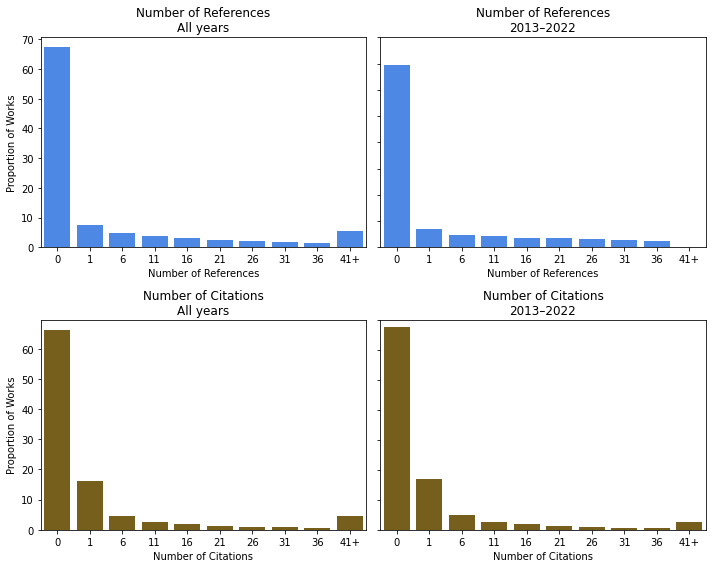 Number of References
All years
Number of References
2013–2022
70
60
50
40
30
20
10
0
Proportion of Works
0 1 6 11 16 21 26 31 36 41+
Number of References
0 1 6 11 16 21 26 31 36 41+
Number of References
Number of Citations
All years
Number of Citations
2013–2022
60
50
40
30
20
10
0
Proportion of Works
0 1 6 11 16 21 26 31 36 41+
Number of Citations
0 1 6 11 16 21 26 31 36 41+
Number of Citations